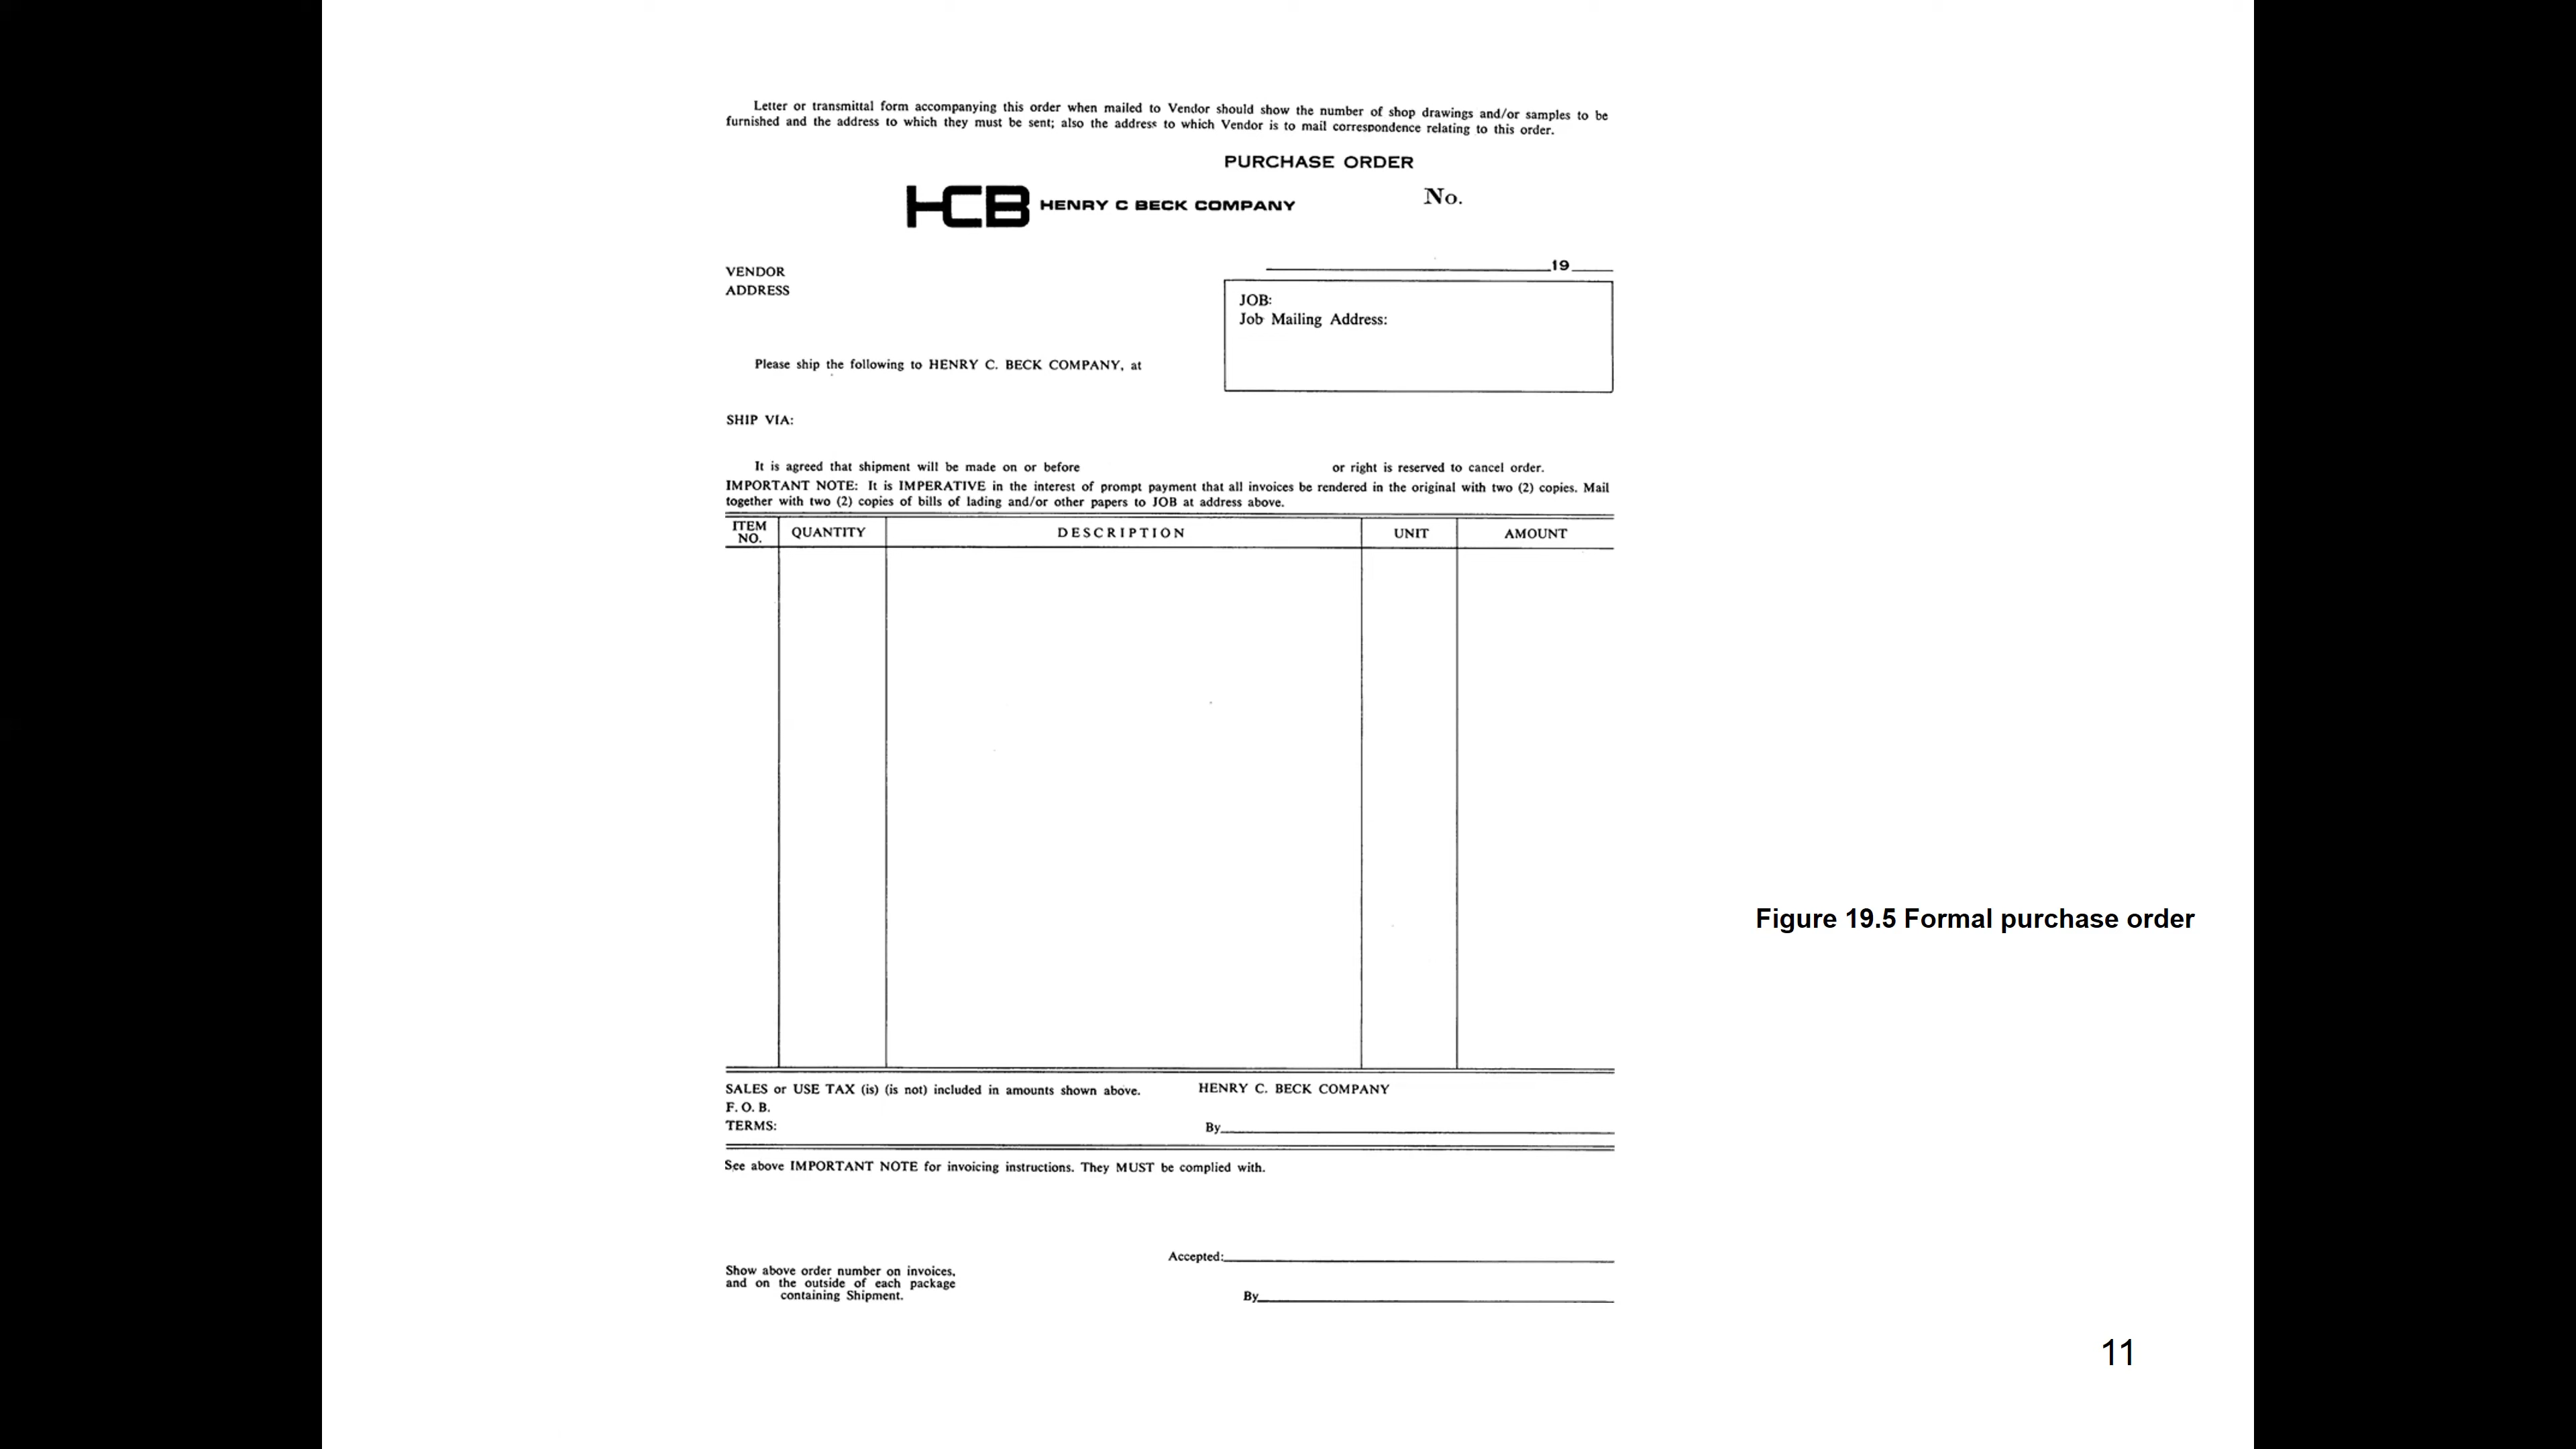 Letter or transmittal form accompanying this order when mailed to Vendor should show the number of shop drawings and/or samples to be
furnished and the address to which they must be sent; also the address to which Vendor is to mail correspondence relating to this order.
PURCHASE ORDER
HCB HENRY C BECK COMPANY
No.
19
VENDOR
ADDRESS
JOB:
Job Mailing Address:
Please ship the following to HENRY C. BECK COMPANY, at
SHIP VIA:
It is agreed that shipment will be made on or before or right is reserved to cancel order.
IMPORTANT NOTE: It is IMPERATIVE in the interest of prompt payment that all invoices be rendered in the original with two (2) copies. Mail
together with two (2) copies of bills of lading and/or other papers to JOB at address above.
ITEM NO. QUANTITY DESCRIPTION UNIT AMOUNT
SALES or USE TAX (is) (is not) included in amounts shown above.
F. O. B.
TERMS:
HENRY C. BECK COMPANY
By
See above IMPORTANT NOTE for invoicing instructions. They MUST be complied with.
Show above order number on invoices,
and on the outside of each package
containing Shipment.
Accepted:
By
Figure 19.5 Formal purchase order
11